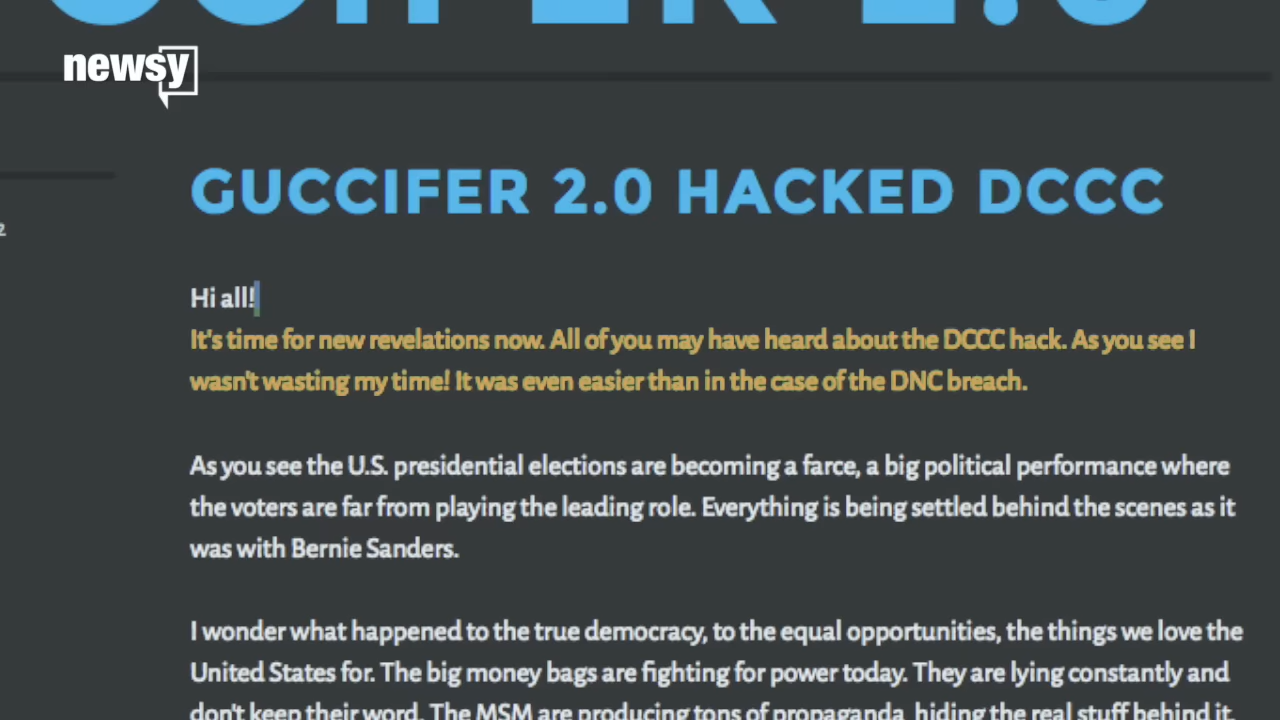 GUCCIFER 2.0
newsy
GUCCIFER 2.0 HACKED DCCC
2
Hi all!
It's time for new revelations now. All of you may have heard about the DCCC hack. As you see I
wasn't wasting my time! It was even easier than in the case of the DNC breach.
As you see the U.S. presidential elections are becoming a farce, a big political performance where
the voters are far from playing the leading role. Everything is being settled behind the scenes as it
was with Bernie Sanders.
I wonder what happened to the true democracy, to the equal opportunities, the things we love the
United States for. The big money bags are fighting for power today. They are lying constantly and
don't keep their word. The MSM are producing tons of propaganda hiding the real stuff behind it.